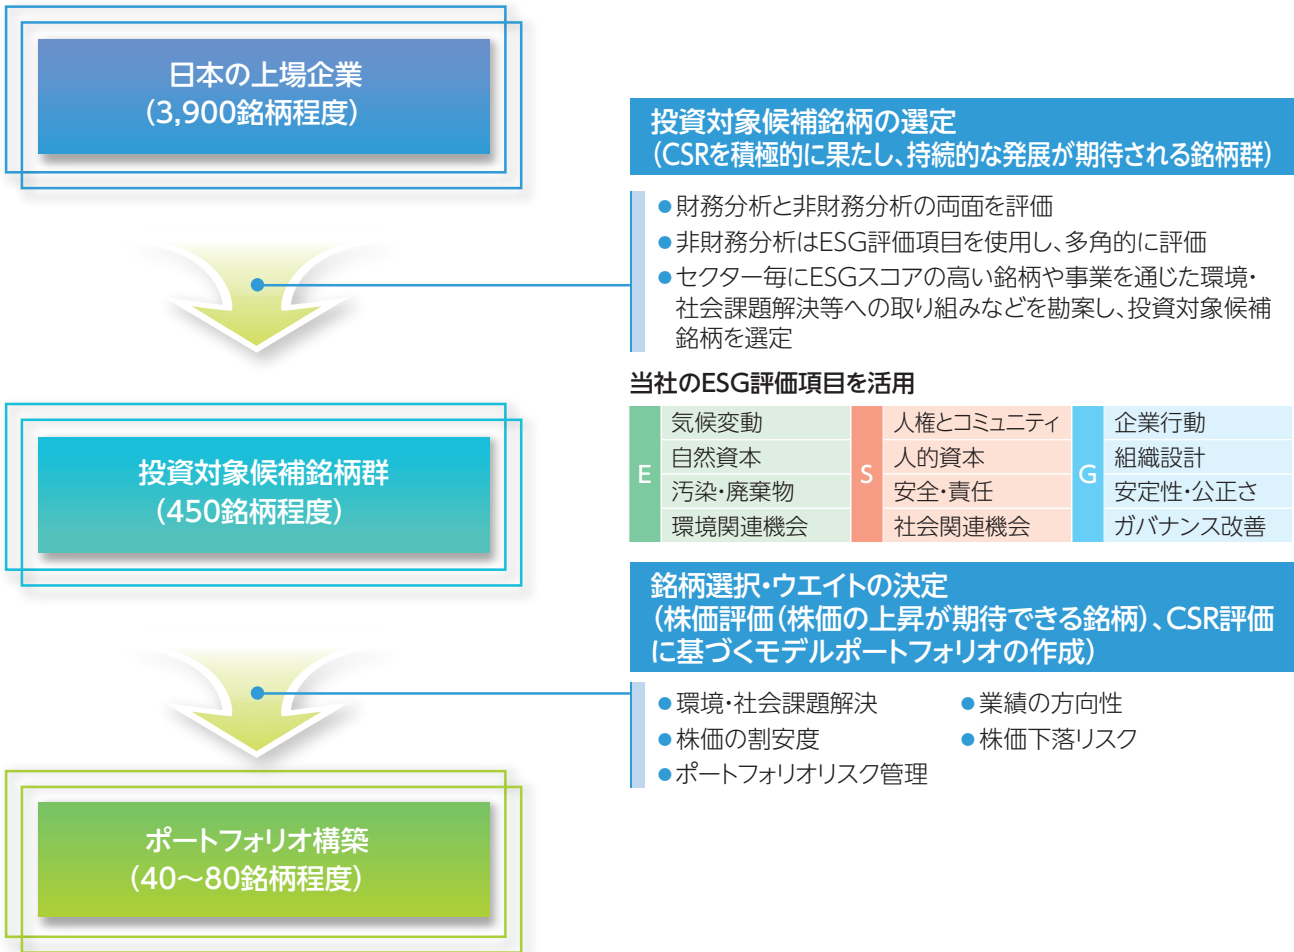 日本の上場企業
(3,900銘柄程度)
投資対象候補銘柄の選定
(CSRを積極的に果たし、持続的な発展が期待される銘柄群)
●財務分析と非財務分析の両面を評価
●非財務分析はESG評価項目を使用し、多角的に評価
●セクター毎にESGスコアの高い銘柄や事業を通じた環境・
社会課題解決等への取り組みなどを勘案し、投資対象候補
銘柄を選定
当社のESG評価項目を活用
E
気候変動
自然資本
汚染・廃棄物
環境関連機会
S
人権とコミュニティ
人的資本
安全・責任
社会関連機会
G
企業行動
組織設計
安定性・公正さ
ガバナンス改善
投資対象候補銘柄群
(450銘柄程度)
銘柄選択・ウエイトの決定
(株価評価(株価の上昇が期待できる銘柄)、CSR評価
に基づくモデルポートフォリオの作成)
●環境・社会課題解決
●業績の方向性
●株価の割安度
●株価下落リスク
●ポートフォリオリスク管理
ポートフォリオ構築
(40〜80銘柄程度)